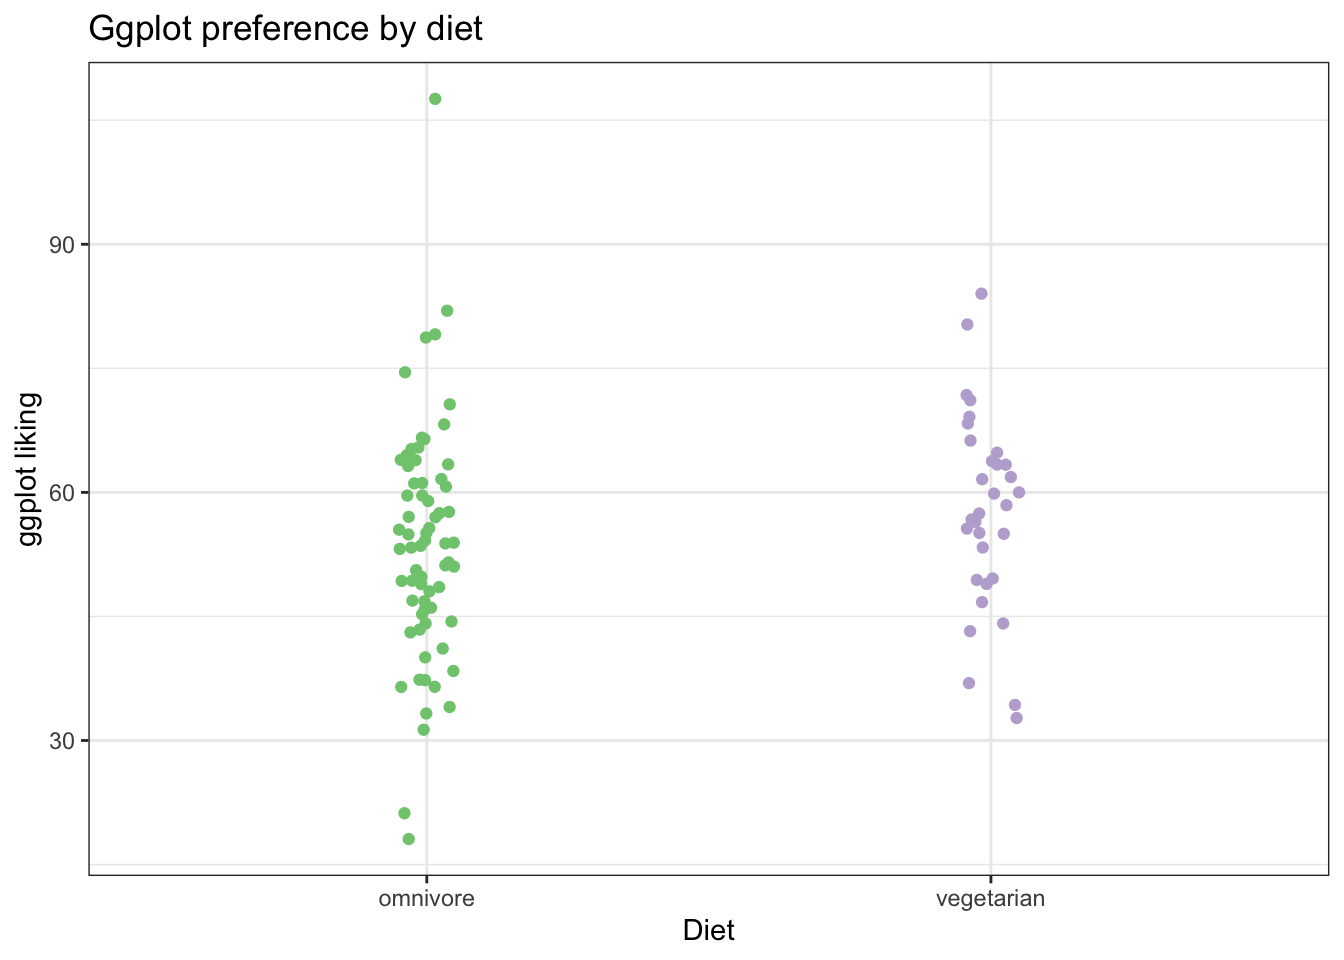 Ggplot preference by diet
90
60
30
ggplot liking
omnivore
vegetarian
Diet